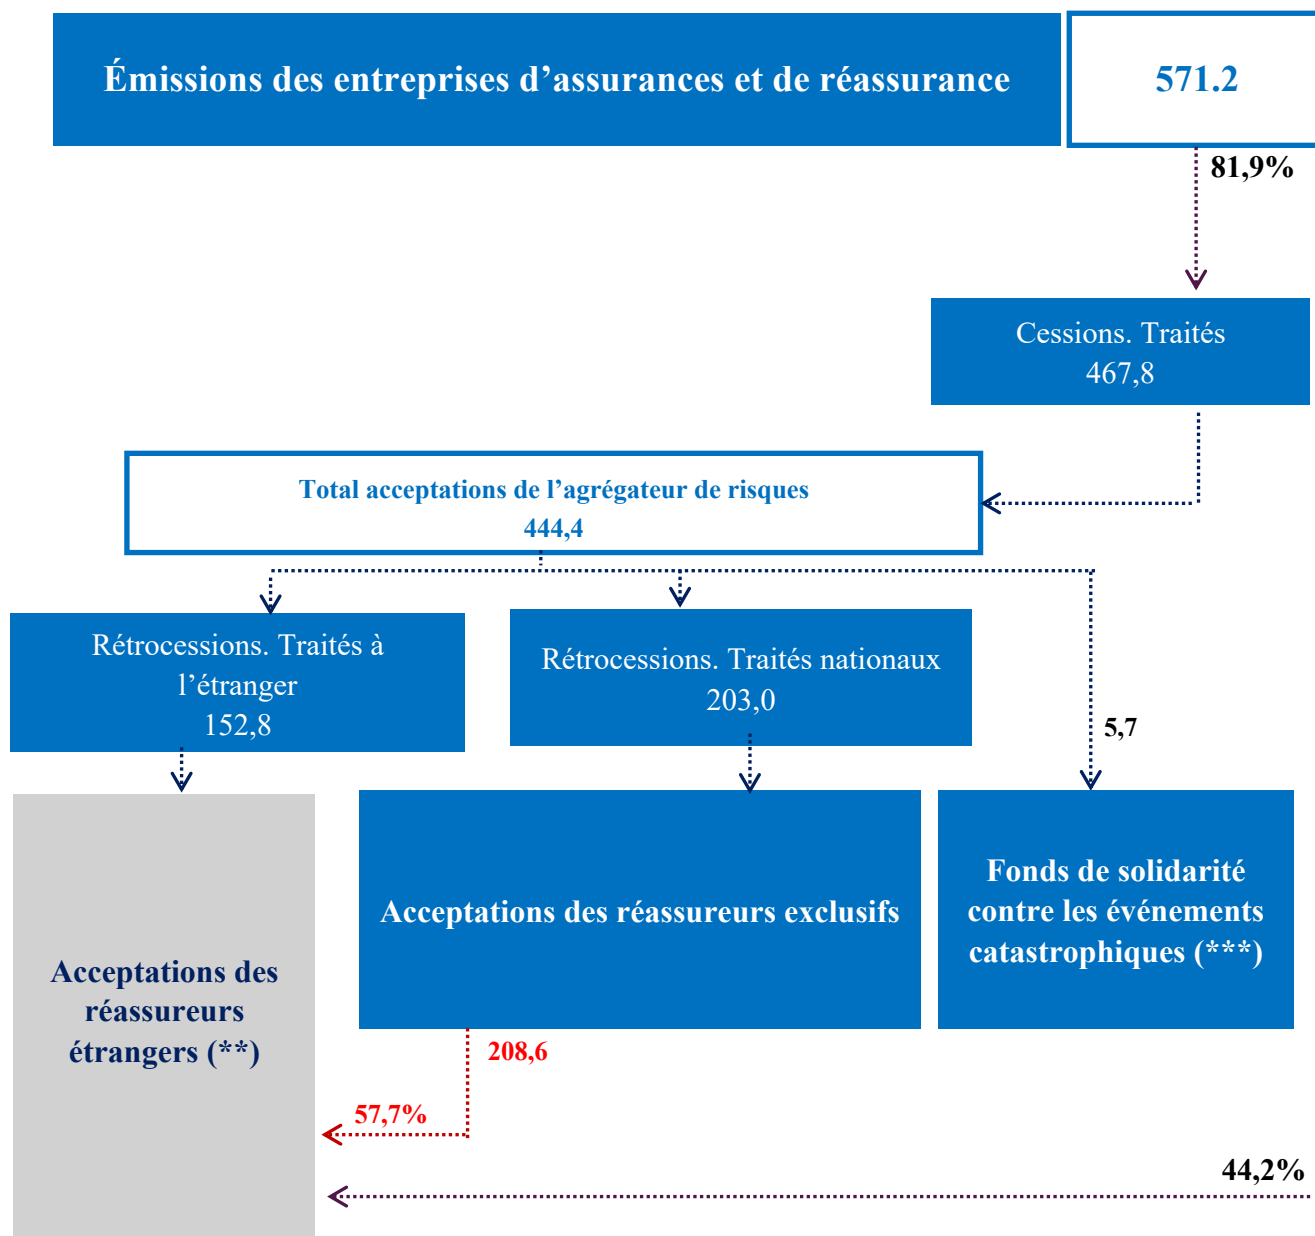 Émissions des entreprises d’assurances et de réassurance
571.2
81,9%
Cessions. Traités
467,8
Total acceptations de l’agrégateur de risques
444,4
Rétrocessions. Traités à
l’étranger
152,8
Rétrocessions. Traités nationaux
203,0
5,7
Acceptations des
réassureurs
étrangers (**)
Acceptations des réassureurs exclusifs
Fonds de solidarité
contre les événements
catastrophiques (***)
208,6
57,7%
44,2%